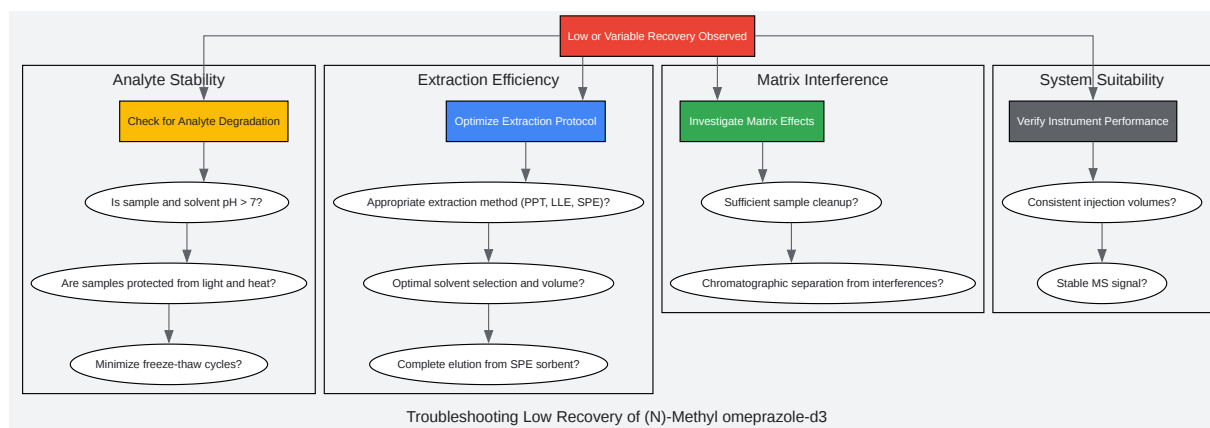 Low or Variable Recovery Observed
Analyte Stability
Check for Analyte Degradation
Is sample and solvent pH > 7?
Are samples protected from light and heat?
Minimize freeze-thaw cycles?
Extraction Efficiency
Optimize Extraction Protocol
Appropriate extraction method (PPT, LLE, SPE)?
Optimal solvent selection and volume?
Complete elution from SPE sorbent?
Matrix Interference
Investigate Matrix Effects
Sufficient sample cleanup?
Chromatographic separation from interferences?
System Suitability
Verify Instrument Performance
Consistent injection volumes?
Stable MS signal?
Troubleshooting Low Recovery of (N)-Methyl omeprazole-d3